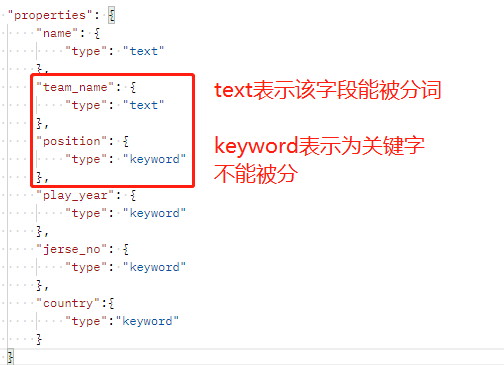 "properties": {
"name": {
"type": "text"
},
"team_name": {
"type": "text"
},
"position": {
"type": "keyword"
},
"play_year": {
"type": "keyword"
},
"jerse_no": {
"type": "keyword"
},
"country":{
"type":"keyword"
}
}
text表示该字段能被分词
keyword表示为关键字
不能被分